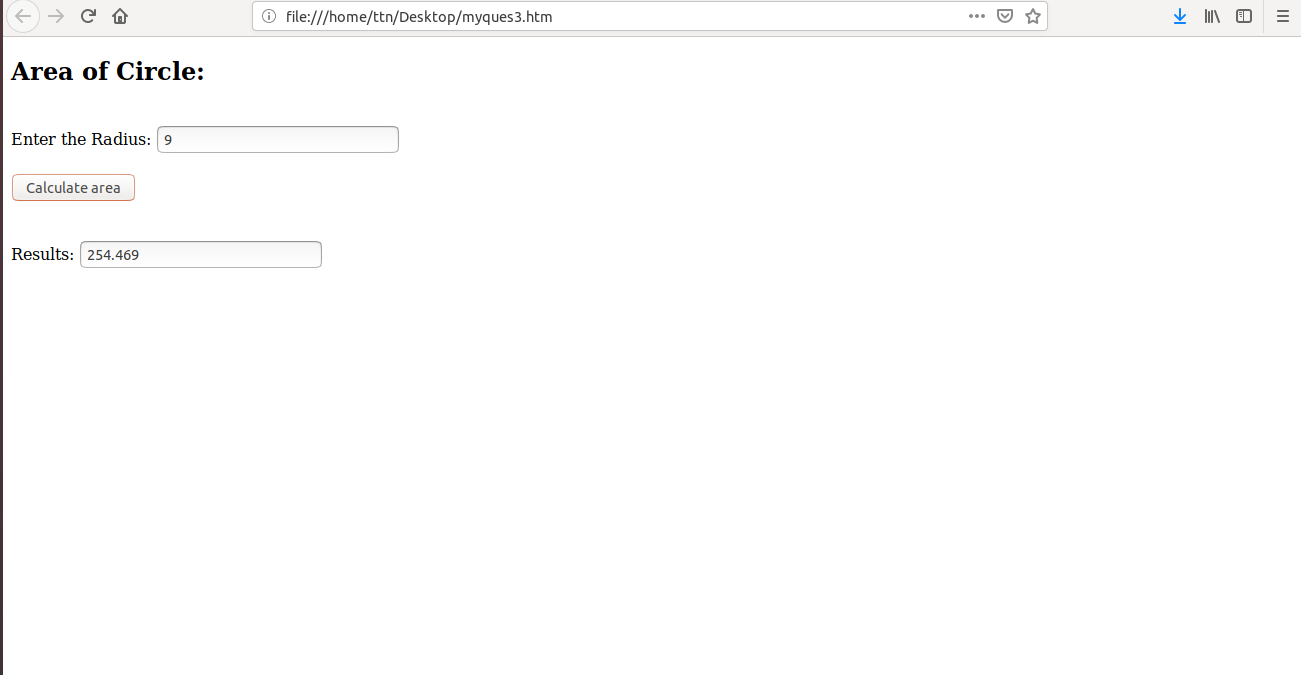 file:///home/ttn/Desktop/myques3.htm
Area of Circle:
Enter the Radius: 9
Calculate area
Results: 254.469